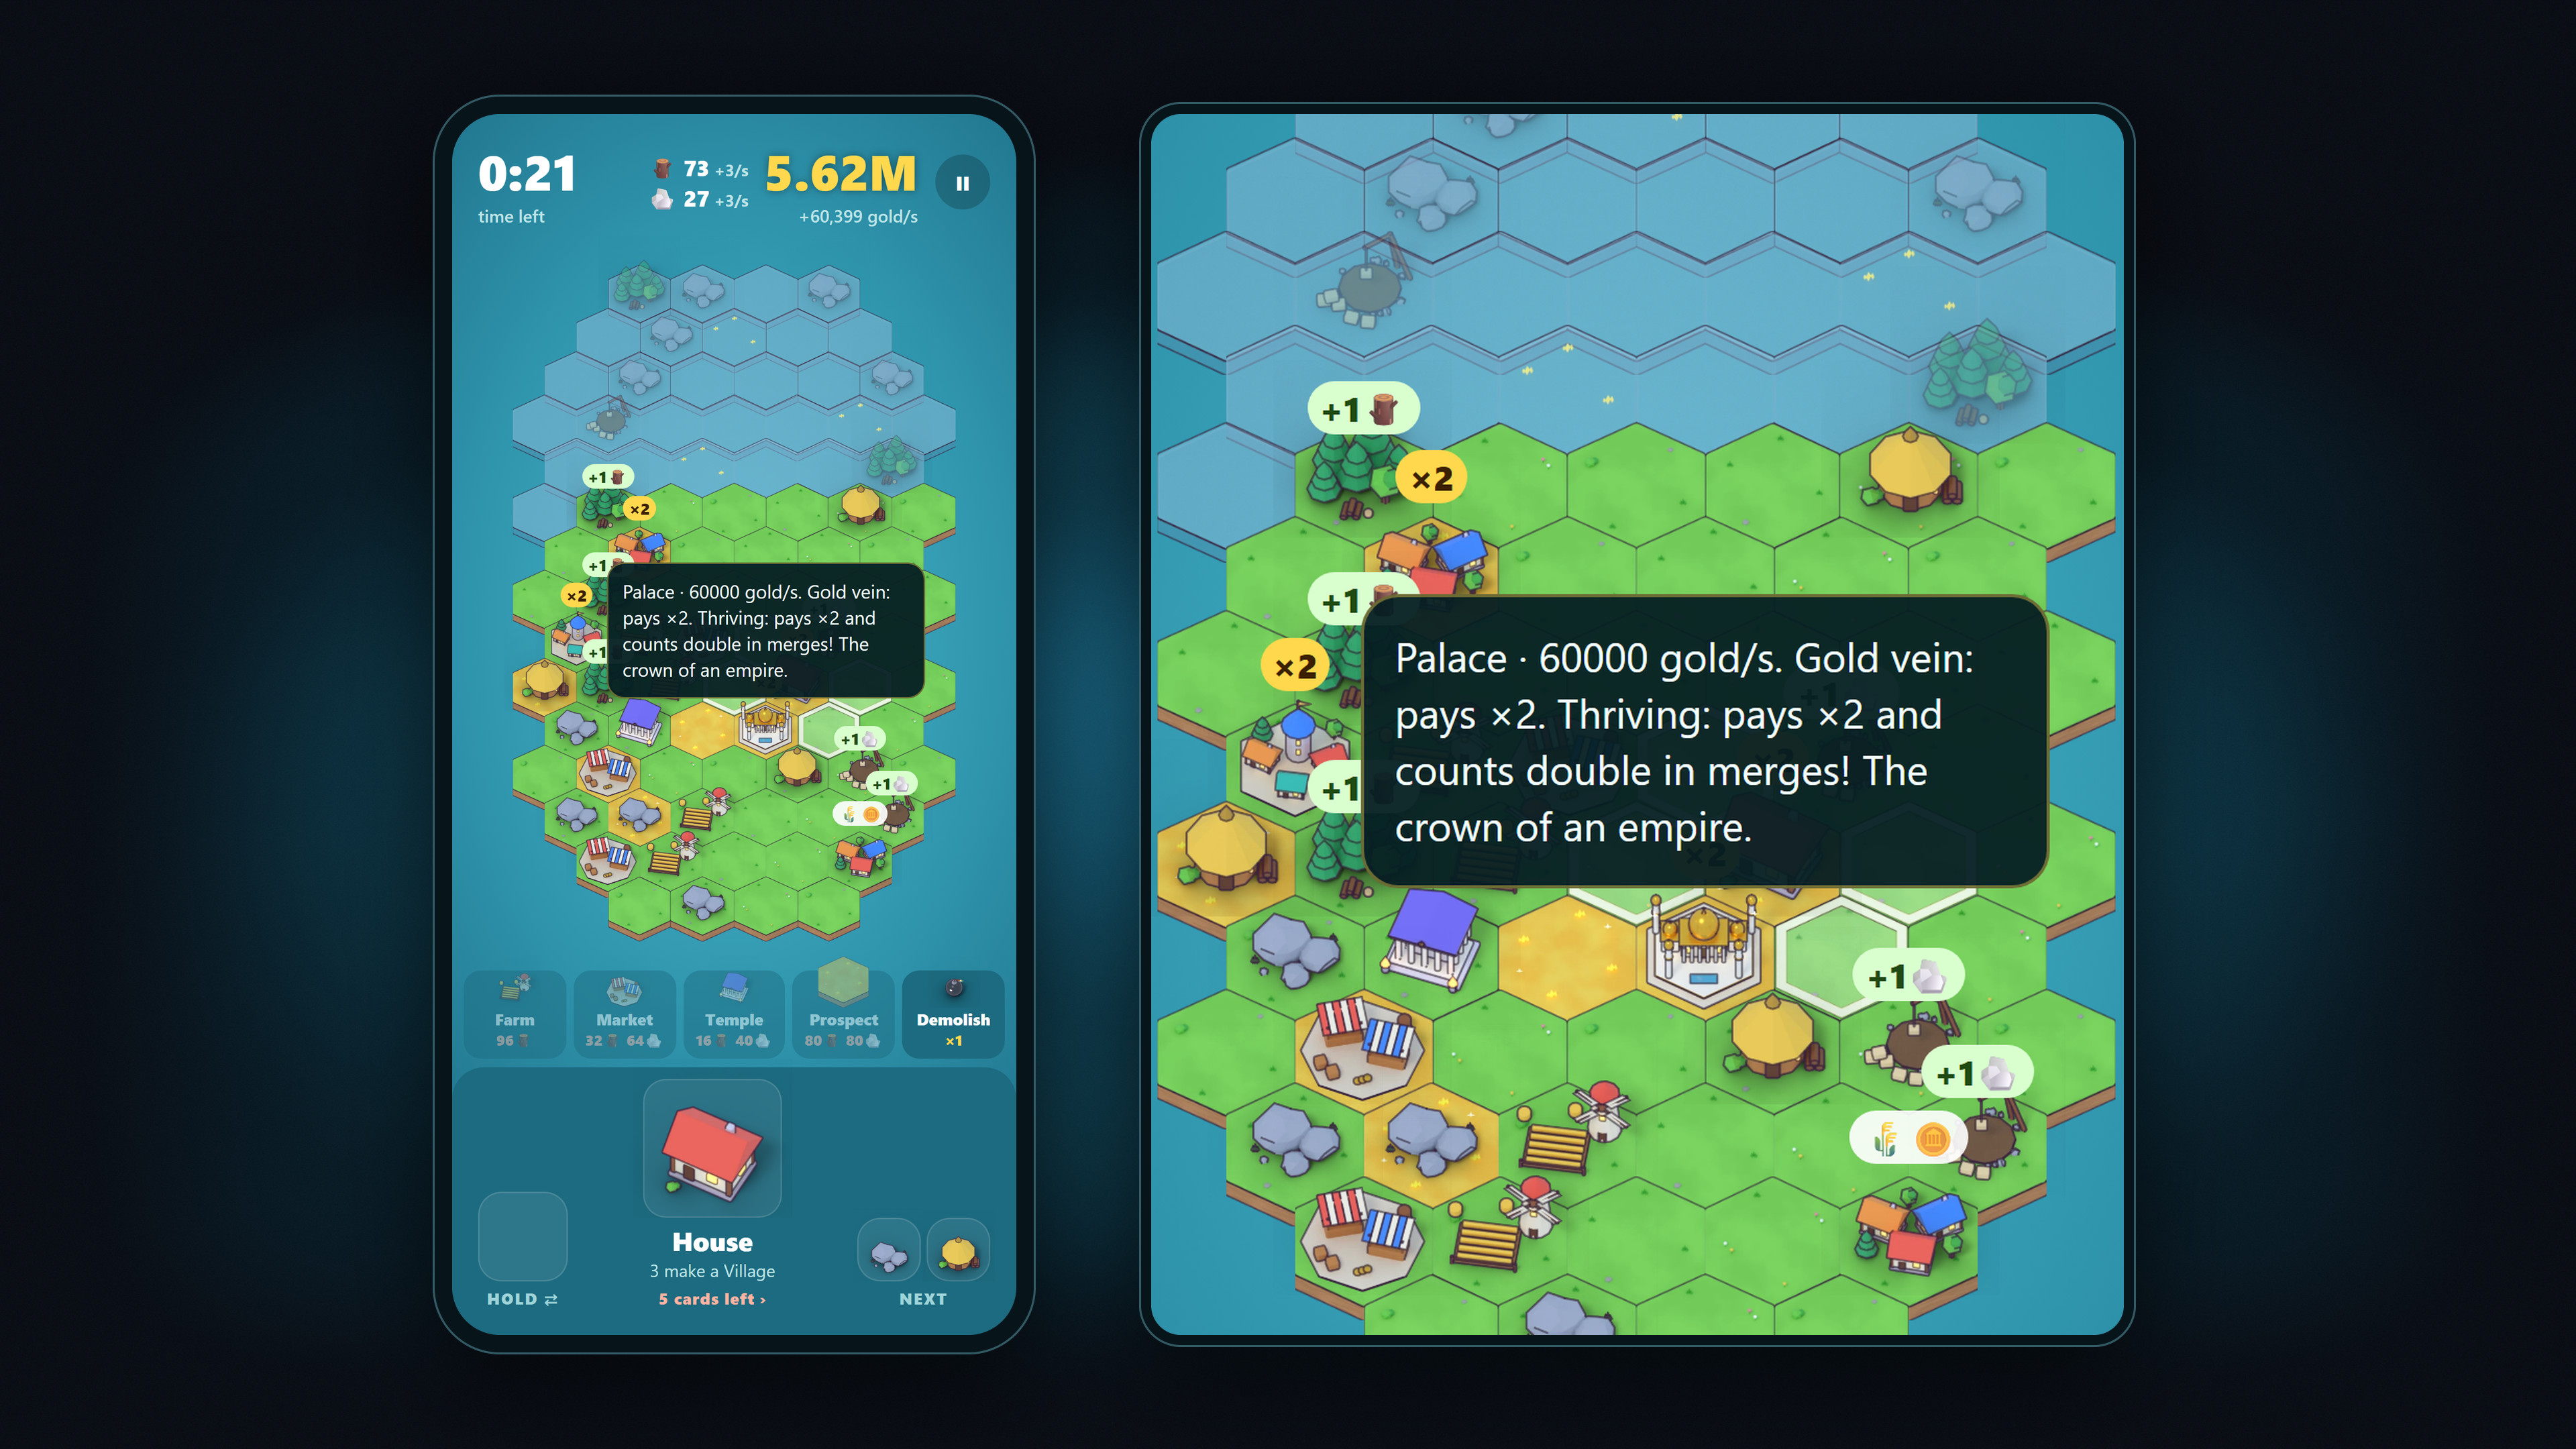 0:21
time left
73 +3/s
27 +3/s
5.62M
+60,399 gold/s
+1
×2
+1
×2
+1
Palace · 60000 gold/s. Gold vein:
pays ×2. Thriving: pays ×2 and
counts double in merges! The
crown of an empire.
+1
+1
Farm
96
Market
32 64
Temple
16 40
Prospect
80 80
Demolish
×1
House
3 make a Village
5 cards left ›
HOLD ⇄
NEXT
+1
×2
+1
×2
+1
Palace · 60000 gold/s. Gold vein:
pays ×2. Thriving: pays ×2 and
counts double in merges! The
crown of an empire.
+1
+1